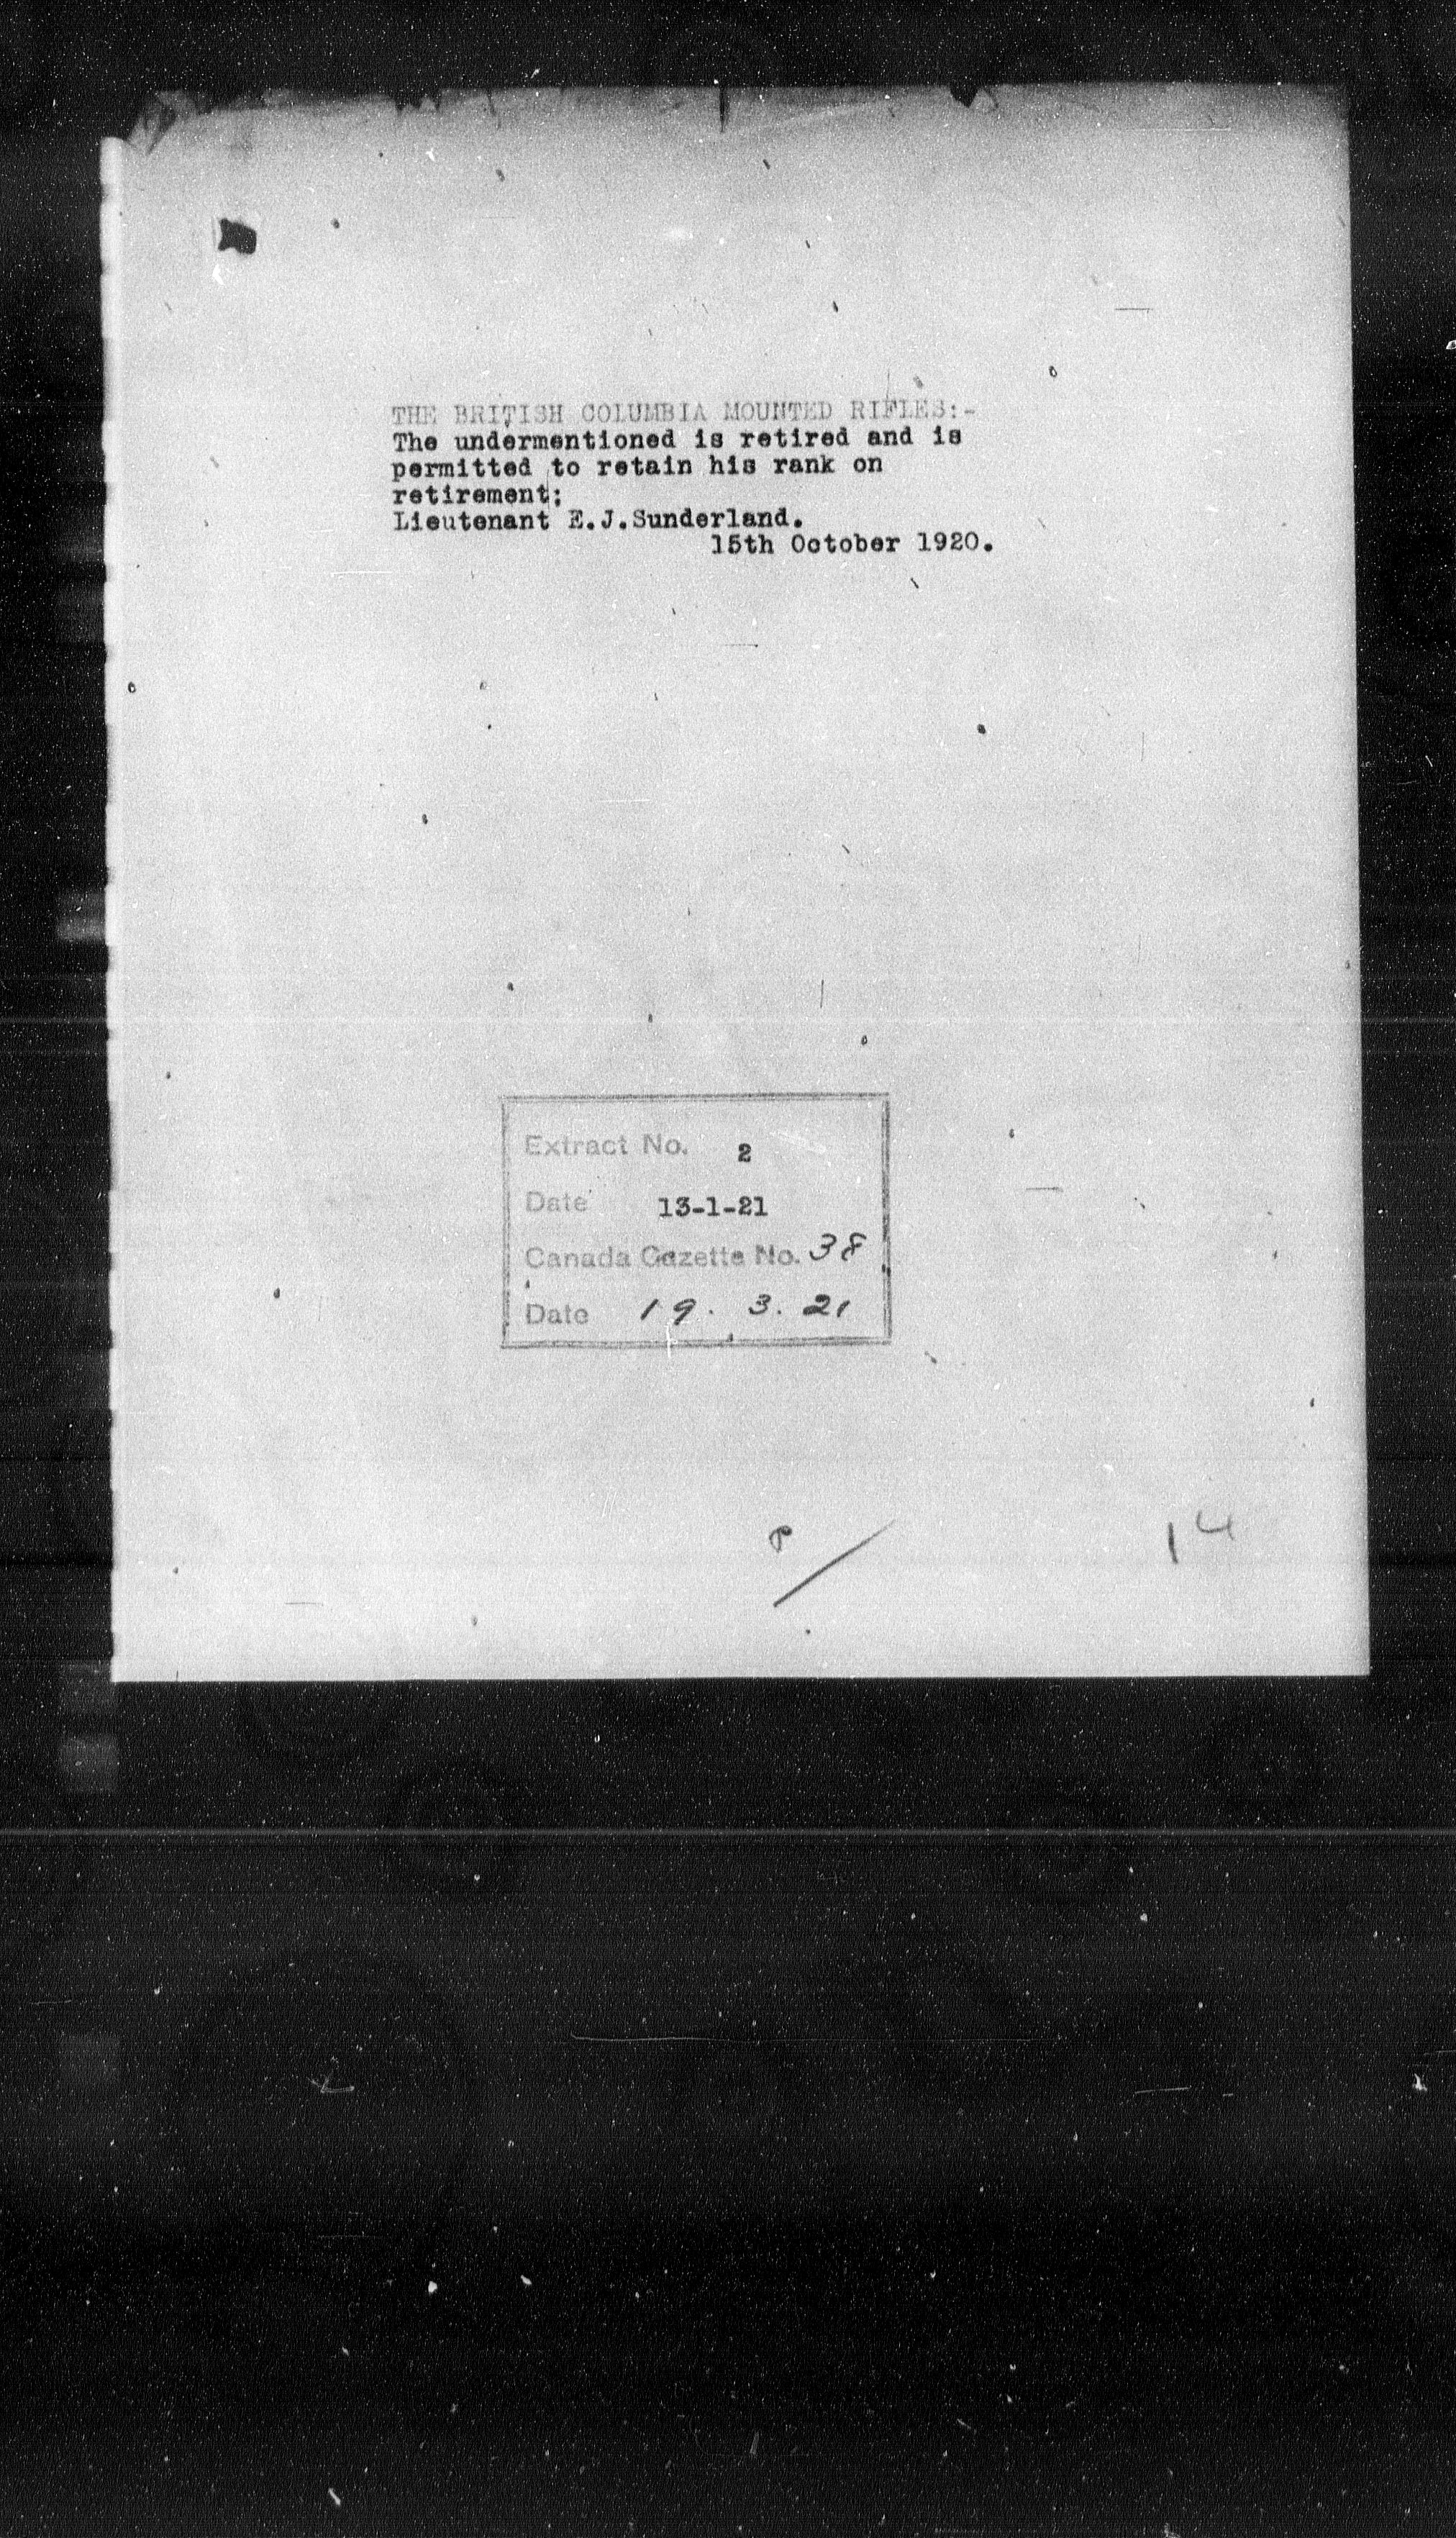 THE BRITISH COLUMBIA MOUNTED RIFLES:-
The undermentioned is retired and is
permitted to retain his rank on
retirement;
Lieutenant E.J.Sunderland.
15th October 1920.
Extract No. 2
Date 13-1-21
Canada Gazette No. 38
Date 19. 3. 21
14